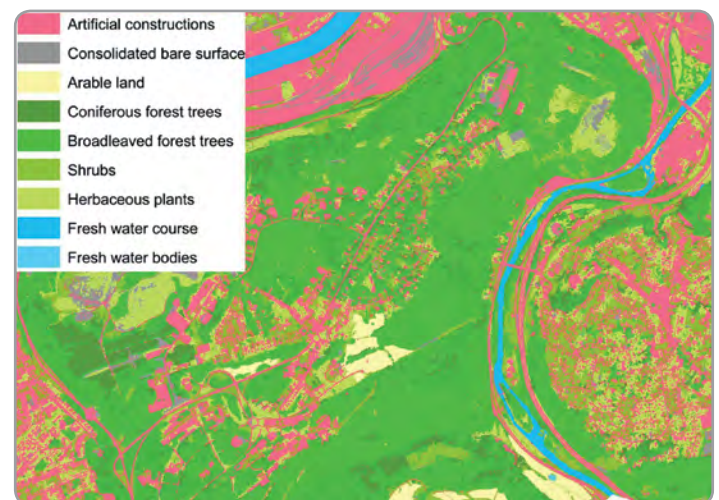 Artificial constructions
Consolidated bare surface
Arable land
Coniferous forest trees
Broadleaved forest trees
Shrubs
Herbaceous plants
Fresh water course
Fresh water bodies